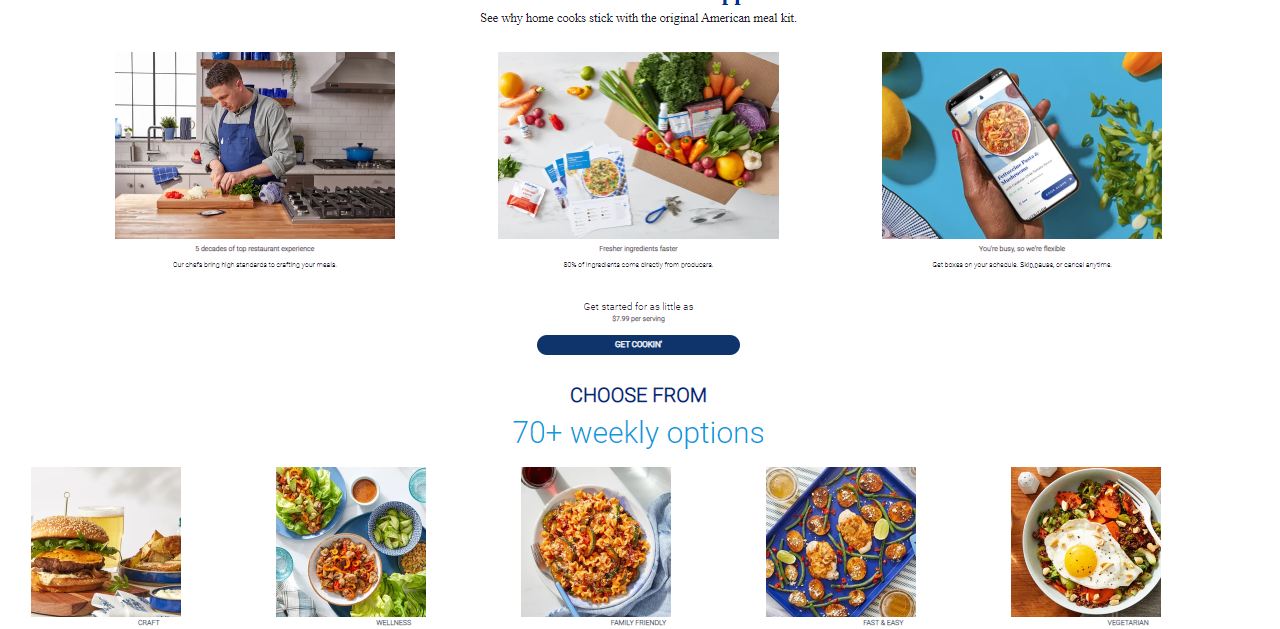 See why home cooks stick with the original American meal kit.
5 decades of top restaurant experience
Our chefs bring high standards to crafting your meals.
Fresher ingredients faster
80% of ingredients come directly from producers.
Fettuccine Pasta &
Mushrooms
You're busy, so we're flexible
Get boxes on your schedule. Skip,pause, or cancel anytime.
Get started for as little as
$7.99 per serving
GET COOKIN'
CHOOSE FROM
70+ weekly options
CRAFT
WELLNESS
FAMILY FRIENDLY
FAST & EASY
VEGETARIAN